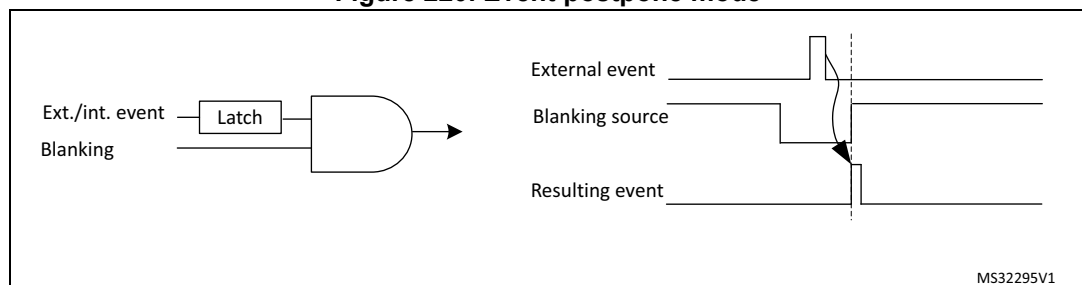 Ext./int. event
Latch
Blanking
External event
Blanking source
Resulting event
MS32295V1